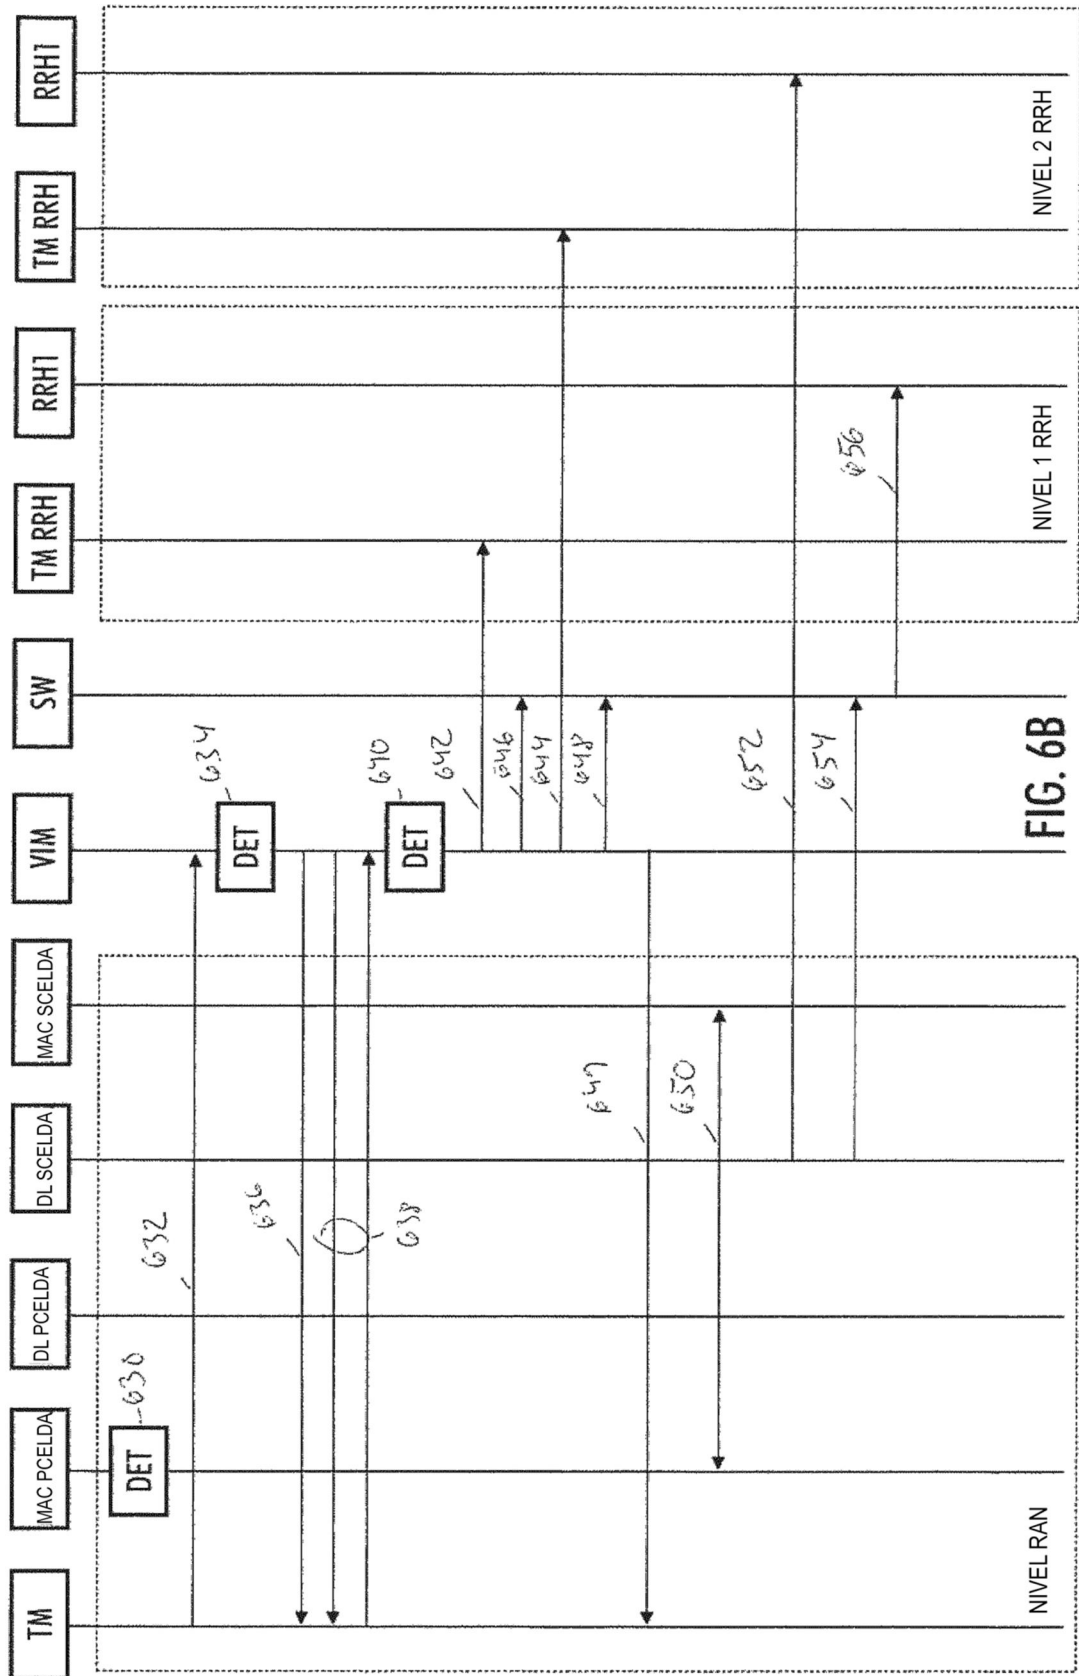 TM
MAC PCELDA
DL PCELDA
DL SCELDA
MAC SCELDA
VIM
SW
TM RRH
RRH1
TM RRH
RRH1
DET
630
632
DET
634
636
638
DET
640
642
646
644
648
649
650
652
654
656
NIVEL RAN
NIVEL 1 RRH
NIVEL 2 RRH
FIG. 6B